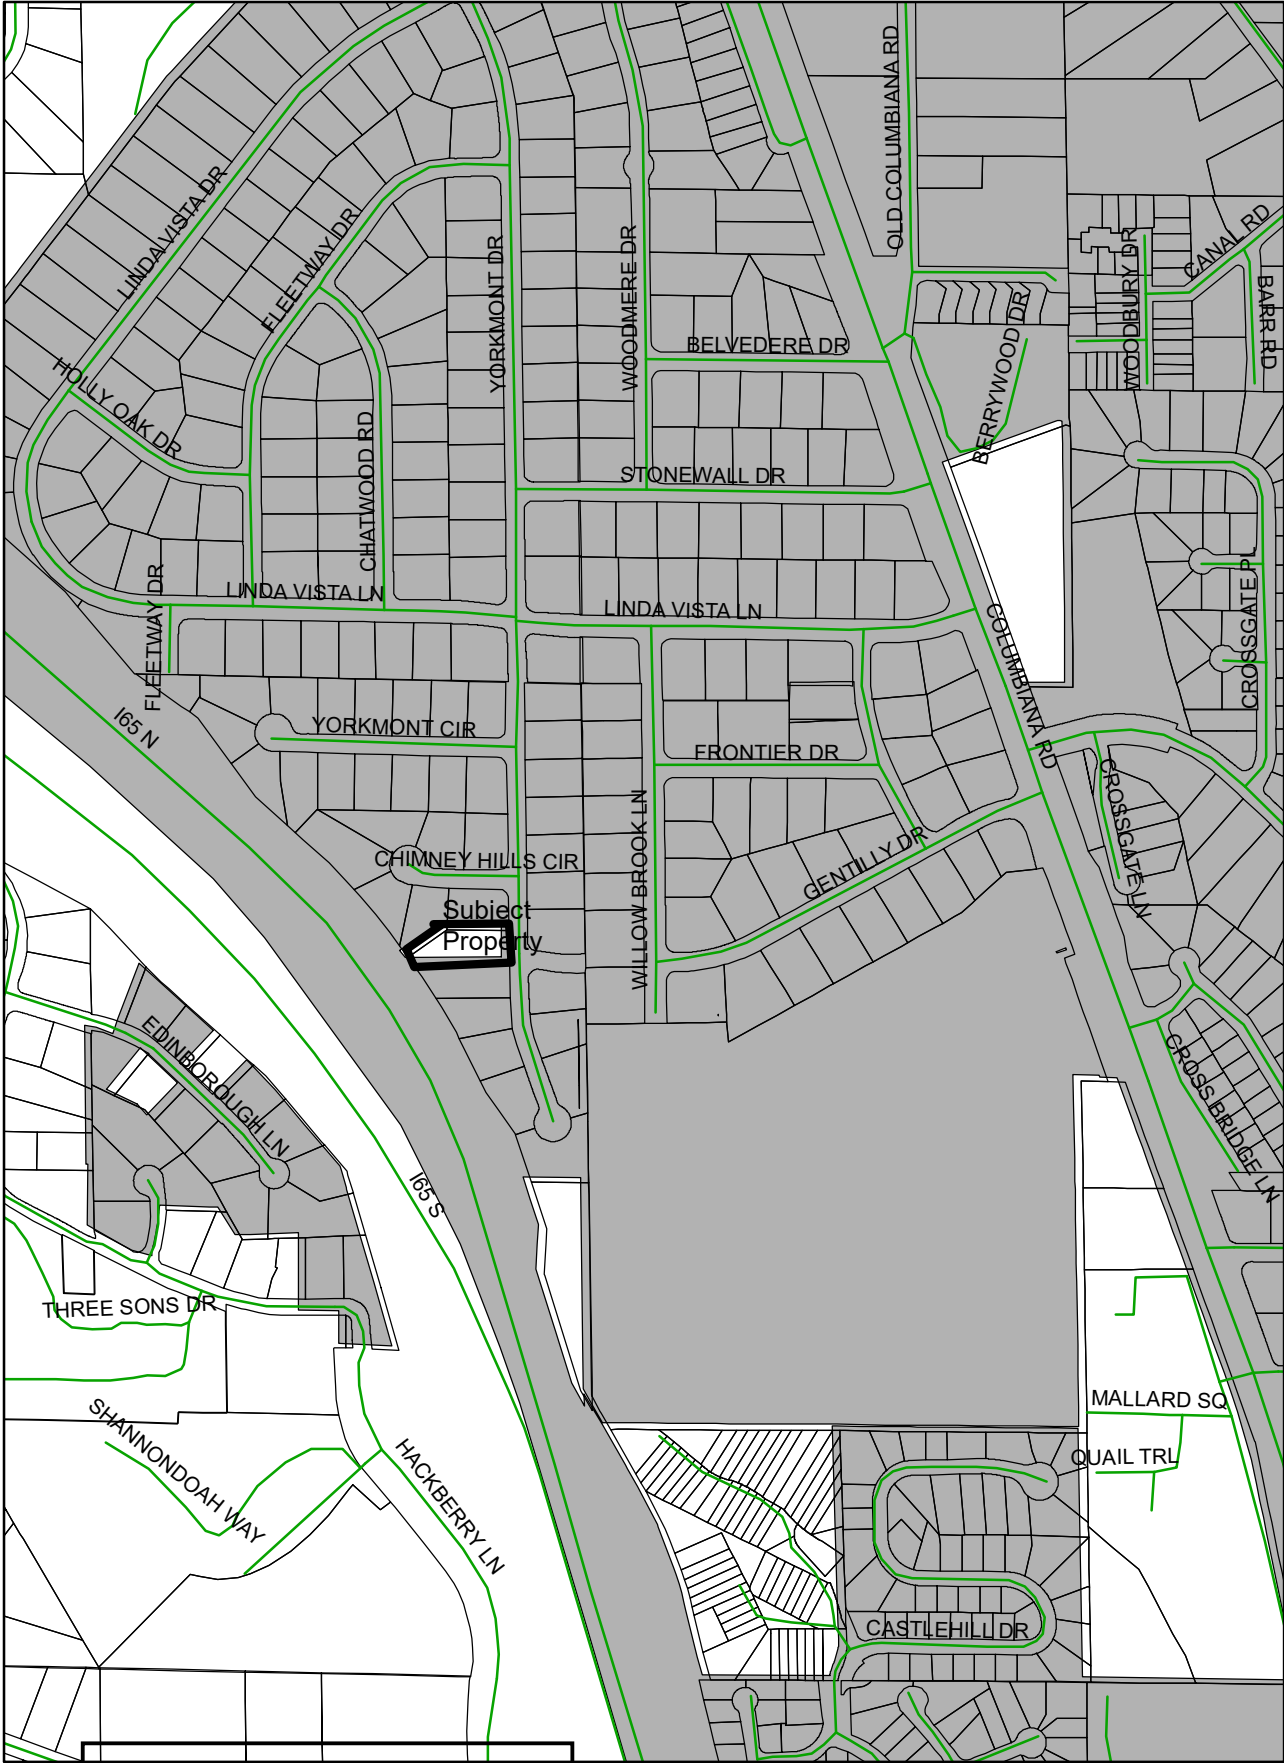 OLD COLUMBIANA RD
LINDA VISTA DR
FLEETWAY DR
YORKMONT DR
WOODMERE DR
WOODBURY DR
CANAL RD
BARR RD
BELVEDERE DR
BERRYWOOD DR
HOLLY OAK DR
CHATWOOD RD
STONEWALL DR
CROSSGATE PL
FLEETWAY DR
LINDA VISTA LN
LINDA VISTA LN
COLUMBIANA RD
I65 N
YORKMONT CIR
FRONTIER DR
CROSSGATE LN
WILLOW BROOK LN
CHIMNEY HILLS CIR
GENTILLY DR
Subject
Property
EDINBOROUGH LN
CROSS BRIDGE LN
I65 S
THREE SONS DR
MALLARD SQ
SHANNONDOAH WAY
HACKBERRY LN
QUAIL TRL
CASTLEHILL DR